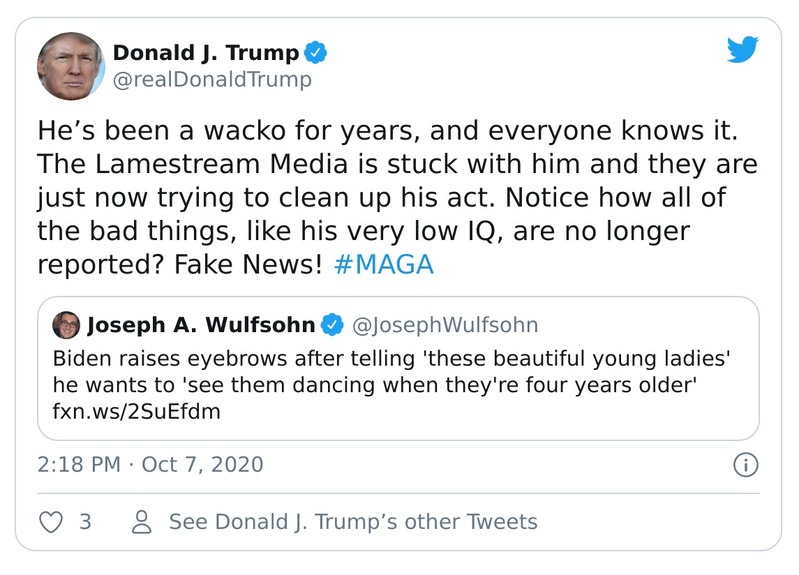 Donald J. Trump
@realDonaldTrump
He’s been a wacko for years, and everyone knows it.
The Lamestream Media is stuck with him and they are
just now trying to clean up his act. Notice how all of
the bad things, like his very low IQ, are no longer
reported? Fake News! #MAGA
Joseph A. Wulfsohn @JosephWulfsohn
Biden raises eyebrows after telling 'these beautiful young ladies'
he wants to 'see them dancing when they're four years older'
fxn.ws/2SuEfdm
2:18 PM · Oct 7, 2020
3 See Donald J. Trump’s other Tweets